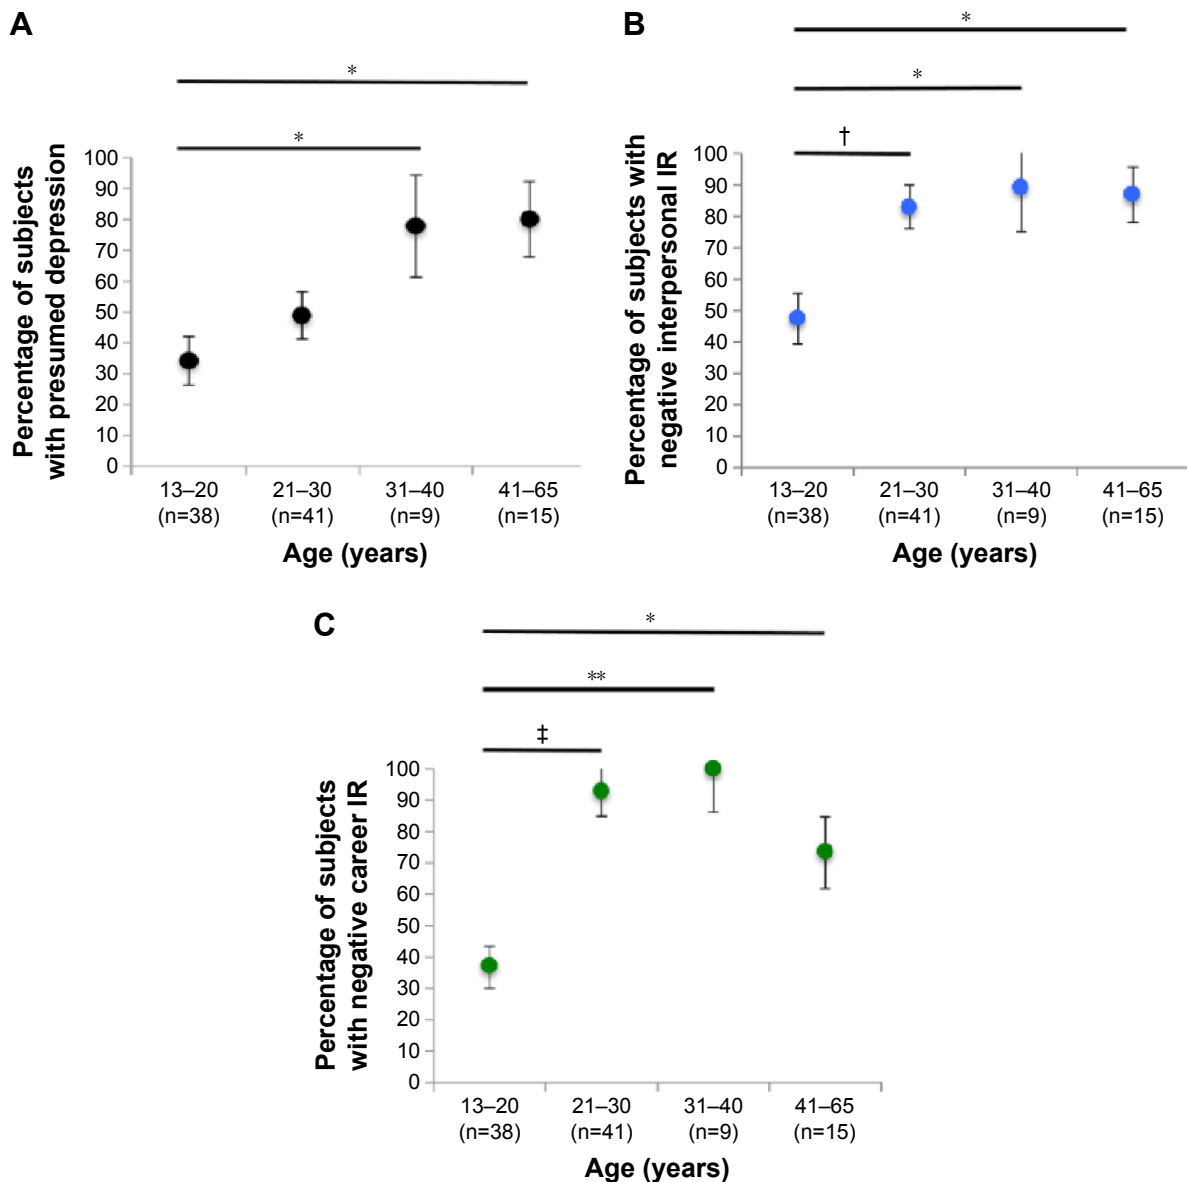 A
*
*
Percentage of subjects
with presumed depression
100
90
80
70
60
50
40
30
20
10
0
13–20 21–30 31–40 41–65
(n=38) (n=41) (n=9) (n=15)
Age (years)
B
*
*
†
Percentage of subjects with
negative interpersonal IR
100
90
80
70
60
50
40
30
20
10
0
13–20 21–30 31–40 41–65
(n=38) (n=41) (n=9) (n=15)
Age (years)
C
*
**
‡
Percentage of subjects
with negative career IR
100
90
80
70
60
50
40
30
20
10
0
13–20 21–30 31–40 41–65
(n=38) (n=41) (n=9) (n=15)
Age (years)